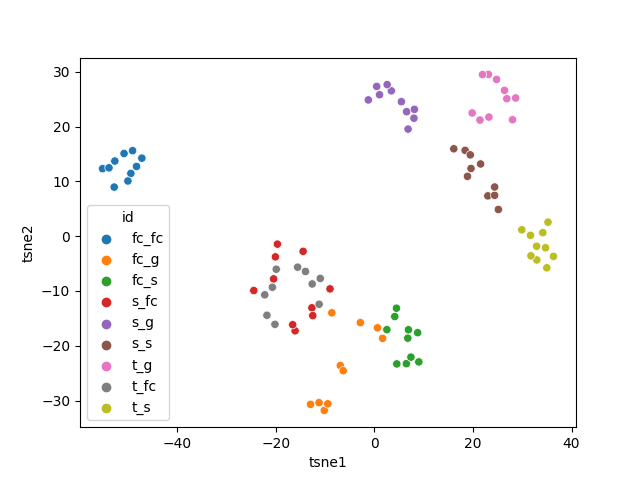 30
20
10
0
−10
−20
−30
tsne2
id
fc_fc
fc_g
fc_s
s_fc
s_g
s_s
t_g
t_fc
t_s
−40
−20
0
20
40
tsne1